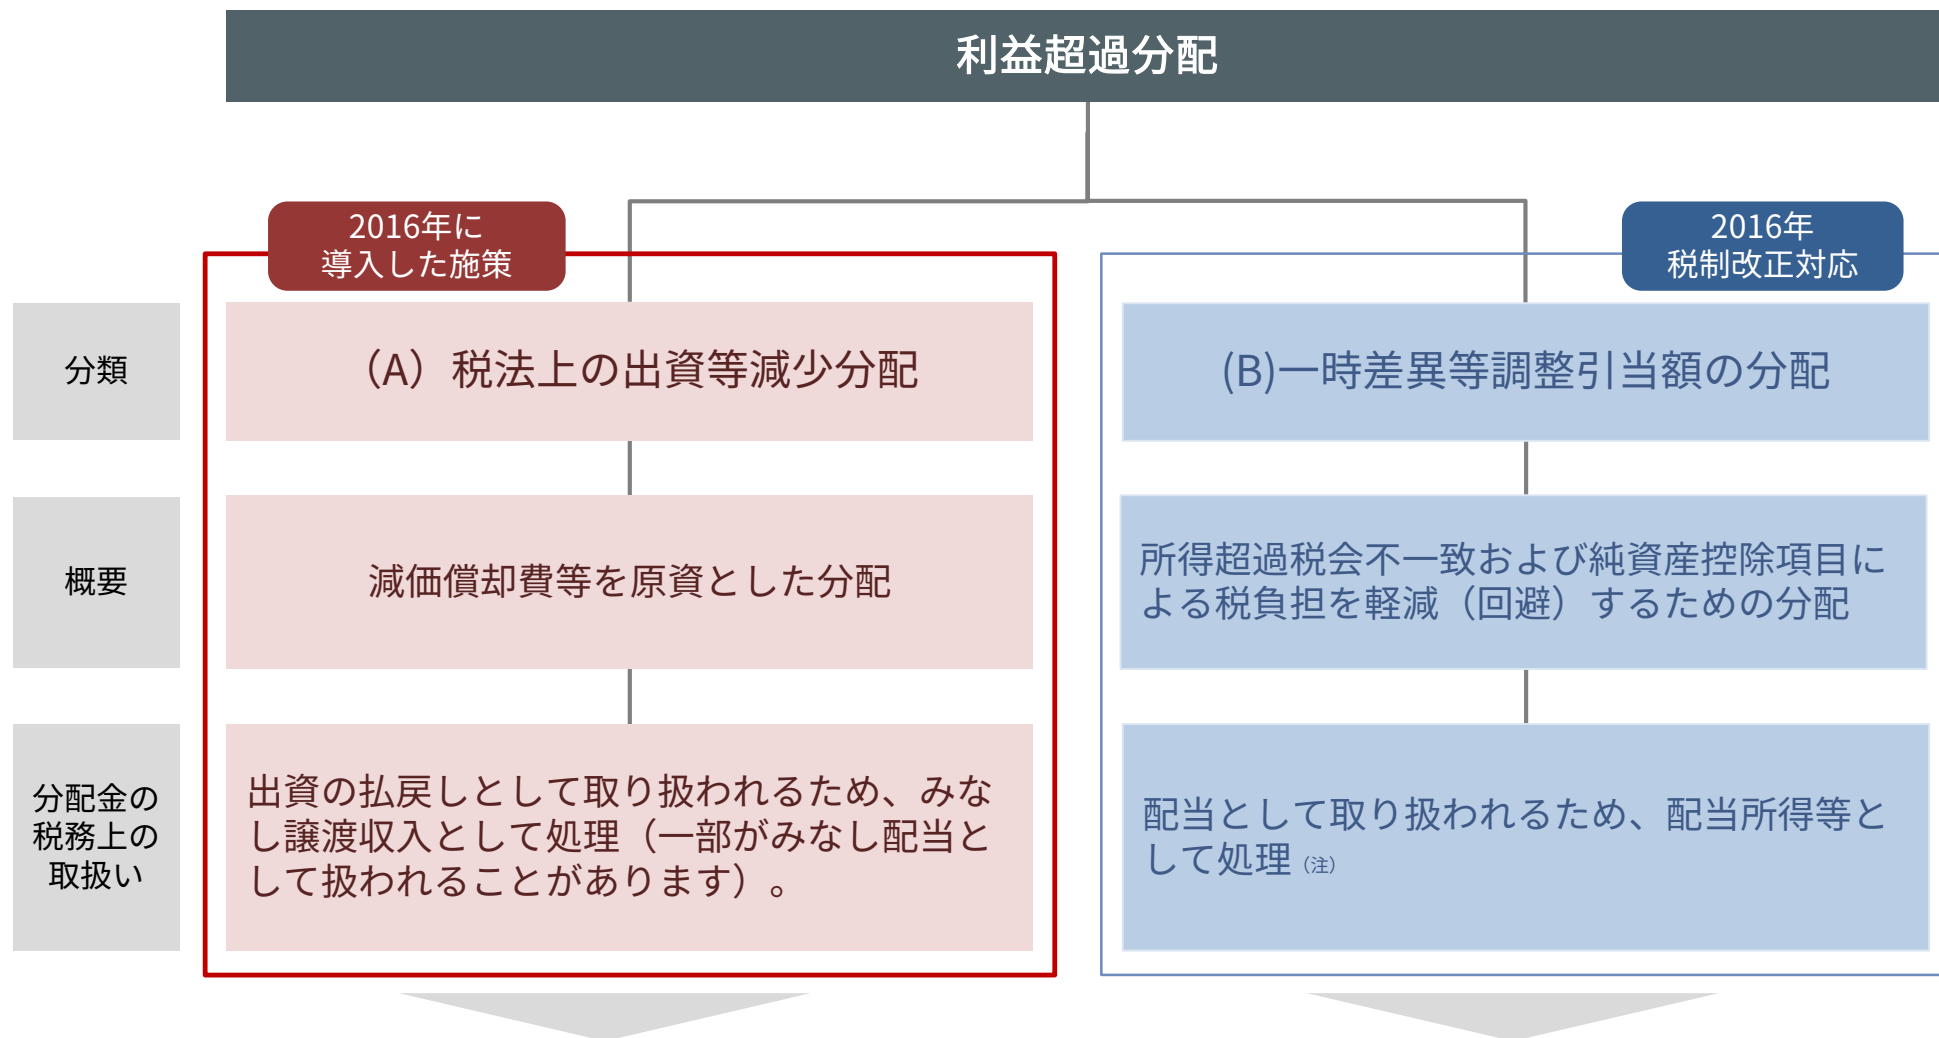 利益超過分配
2016年に
導入した施策
2016年
税制改正対応
分類
（A）税法上の出資等減少分配
(B)一時差異等調整引当額の分配
概要
減価償却費等を原資とした分配
所得超過税会不一致および純資産控除項目に
よる税負担を軽減（回避）するための分配
分配金の
税務上の
取扱い
出資の払戻しとして取り扱われるため、みな
し譲渡収入として処理（一部がみなし配当と
して扱われることがあります）。
配当として取り扱われるため、配当所得等と
して処理（注）